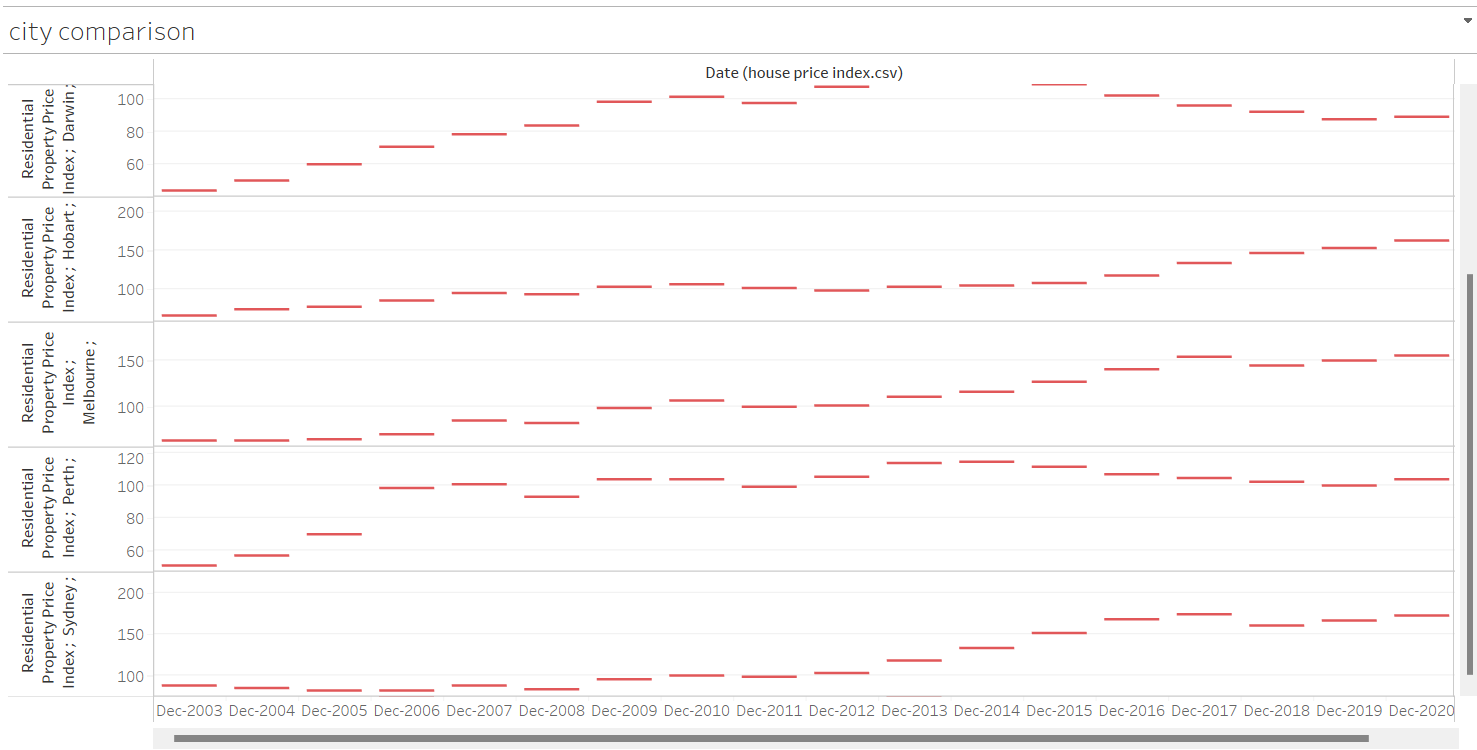 city comparison
Date (house price index.csv)
Residential
Property Price
Index; Darwin;
100
80
60
Residential
Property Price
Index; Hobart;
200
150
100
Residential
Property Price
Index;
Melbourne;
150
100
Residential
Property Price
Index; Perth;
120
100
80
60
Residential
Property Price
Index; Sydney;
200
150
100
Dec-2003 Dec-2004 Dec-2005 Dec-2006 Dec-2007 Dec-2008 Dec-2009 Dec-2010 Dec-2011 Dec-2012 Dec-2013 Dec-2014 Dec-2015 Dec-2016 Dec-2017 Dec-2018 Dec-2019 Dec-2020